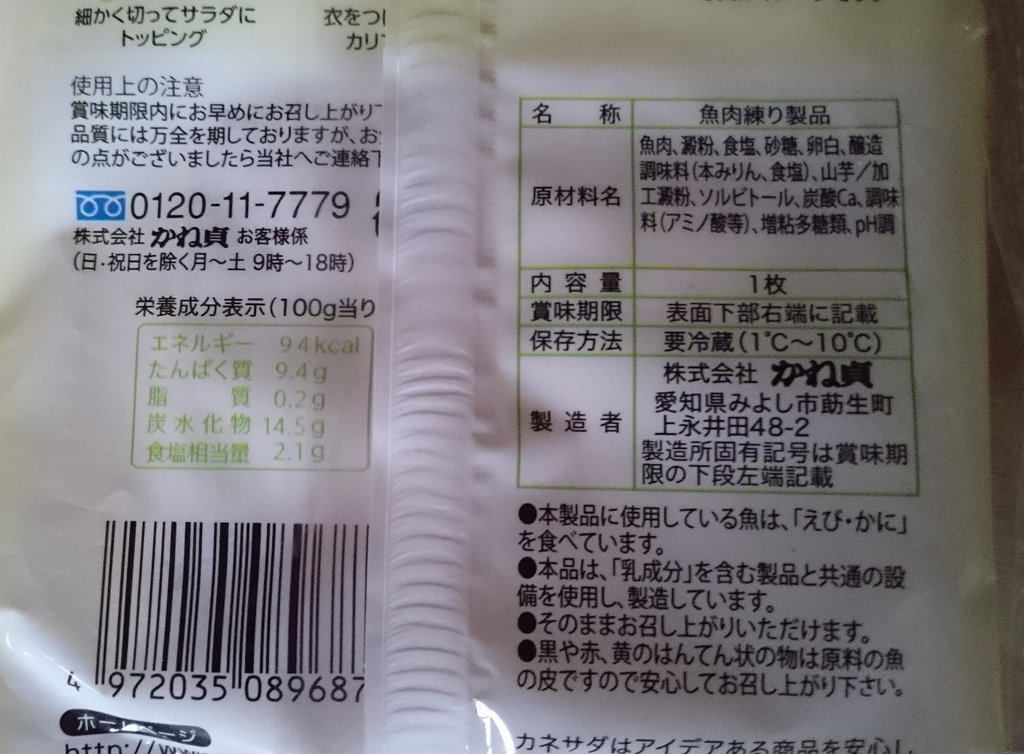 細かく切ってサラダに
トッピング
衣をつ
カリ
使用上の注意
賞味期限内にお早めにお召し上がり
品質には万全を期しておりますが、お
の点がございましたら当社へご連絡下
0120-11-7779
株式会社 かね貞 お客様係
(日・祝日を除く月～土 9時～18時)
栄養成分表示(100g当り
エネルギー 94kcal
たんぱく質 9.4g
脂質 0.2g
炭水化物 14.5g
食塩相当量 2.1g
4 972035 089687
ホームページ
http://www
名称 魚肉練り製品
原材料名
魚肉、澱粉、食塩、砂糖、卵白、醸造
調味料(本みりん、食塩)、山芋/加
工澱粉、ソルビトール、炭酸Ca、調味
料(アミノ酸等)、増粘多糖類、pH調
内容量 1枚
賞味期限 表面下部右端に記載
保存方法 要冷蔵(1℃～10℃)
製造者
株式会社 かね貞
愛知県みよし市莇生町
上永井田48-2
製造所固有記号は賞味期
限の下段左端記載
●本製品に使用している魚は、「えび・かに」
を食べています。
●本品は、「乳成分」を含む製品と共通の設
備を使用し、製造しています。
●そのままお召し上がりいただけます。
●黒や赤、黄のはんてん状の物は原料の魚
の皮ですので安心してお召し上がり下さい。
カネサダはアイデアある商品を安心し